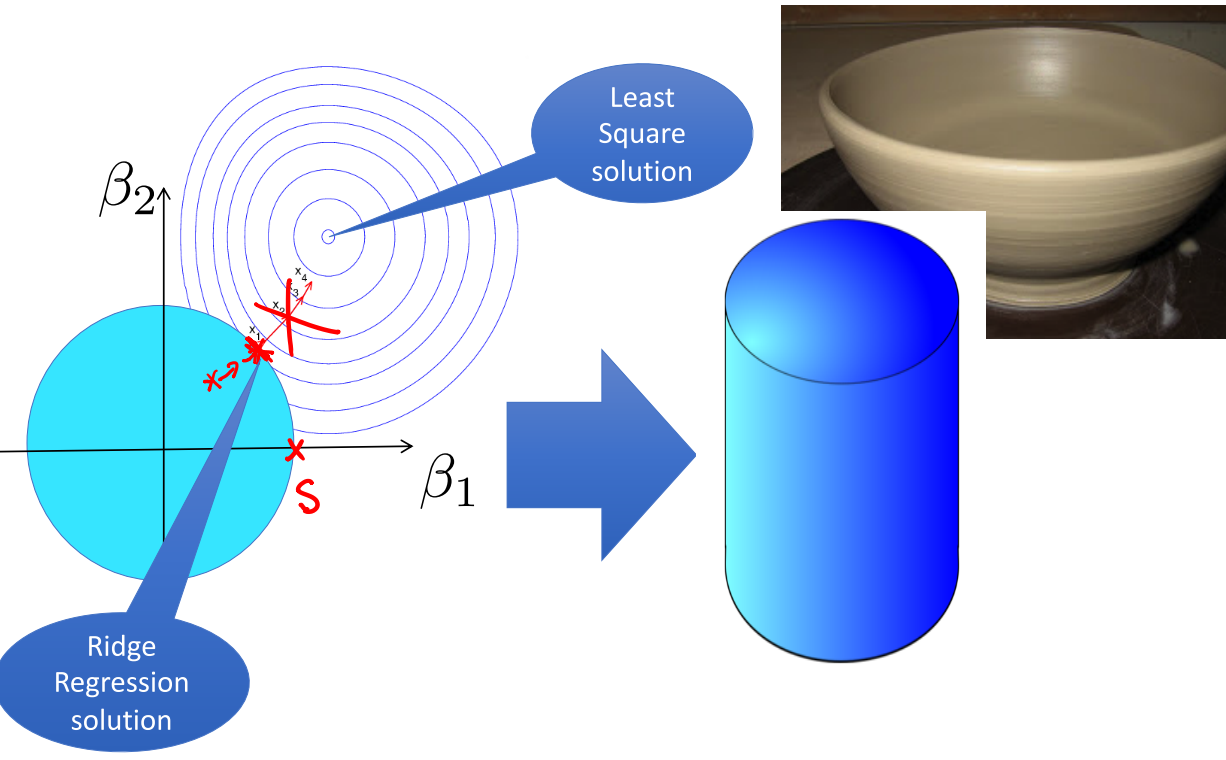 Least
Square
solution
β₂
x₄
x₃
x₂
x₁
x
x
S
β₁
Ridge
Regression
solution